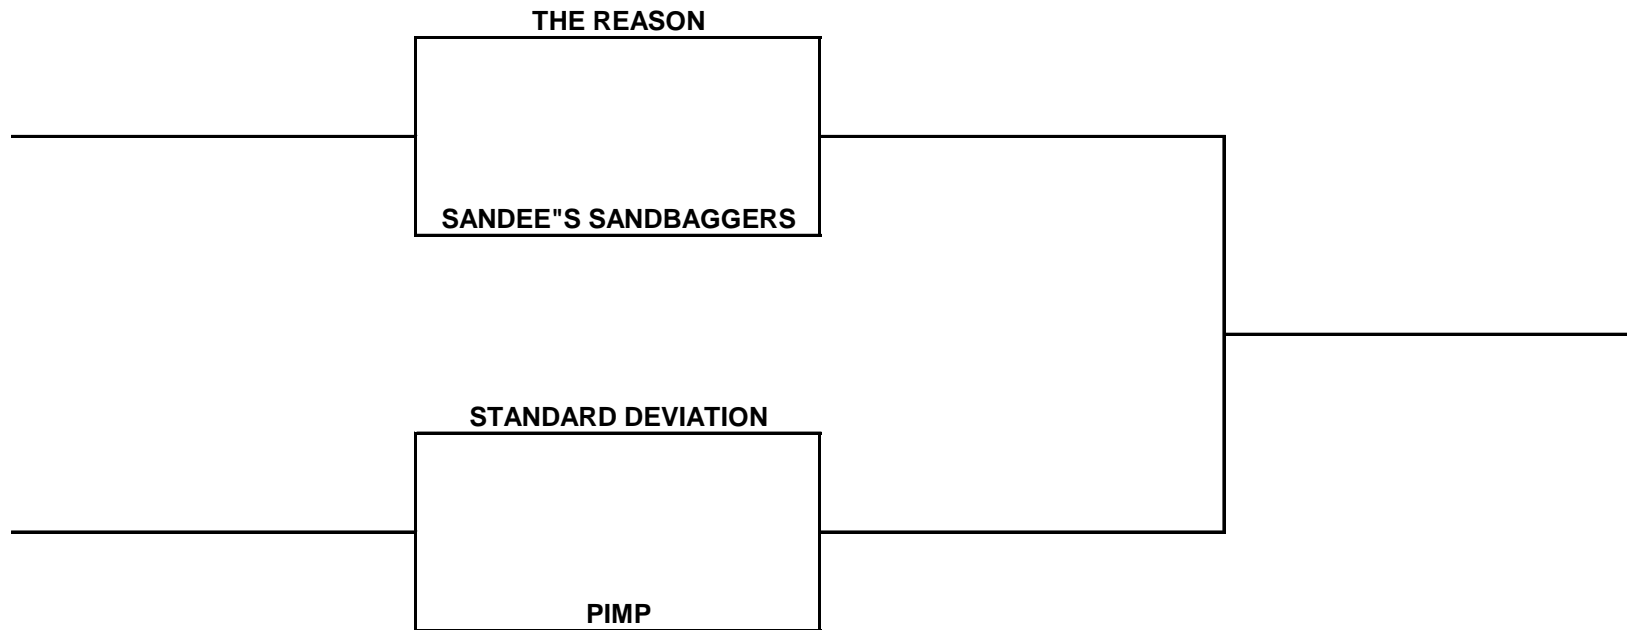 THE REASON
SANDEE"S SANDBAGGERS
STANDARD DEVIATION
PIMP